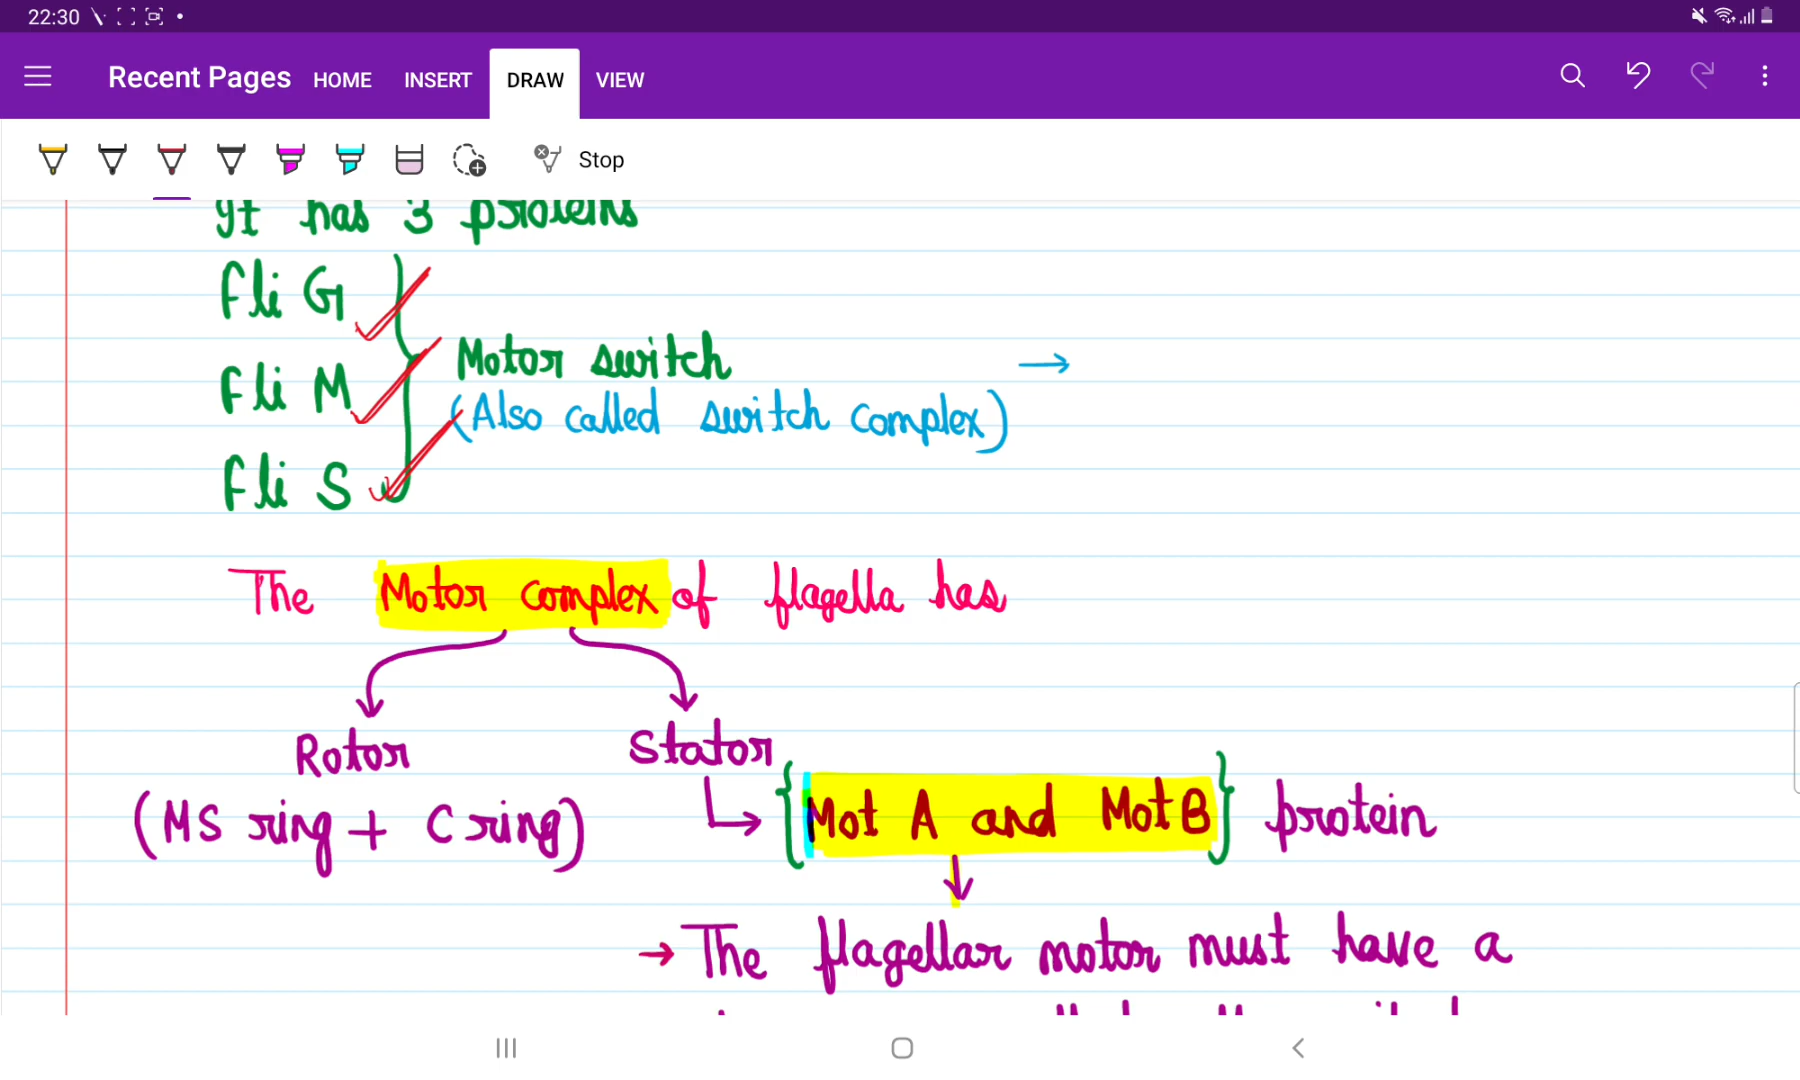 22:30
Recent Pages HOME INSERT DRAW VIEW
Stop
It has 3 proteins
Fli G
Fli M
Motor switch
(Also called switch complex) →
Fli S
The Motor complex of flagella has
Rotor
Stator
(MS ring + C ring)
{Mot A and Mot B} protein
→ The flagellar motor must have a